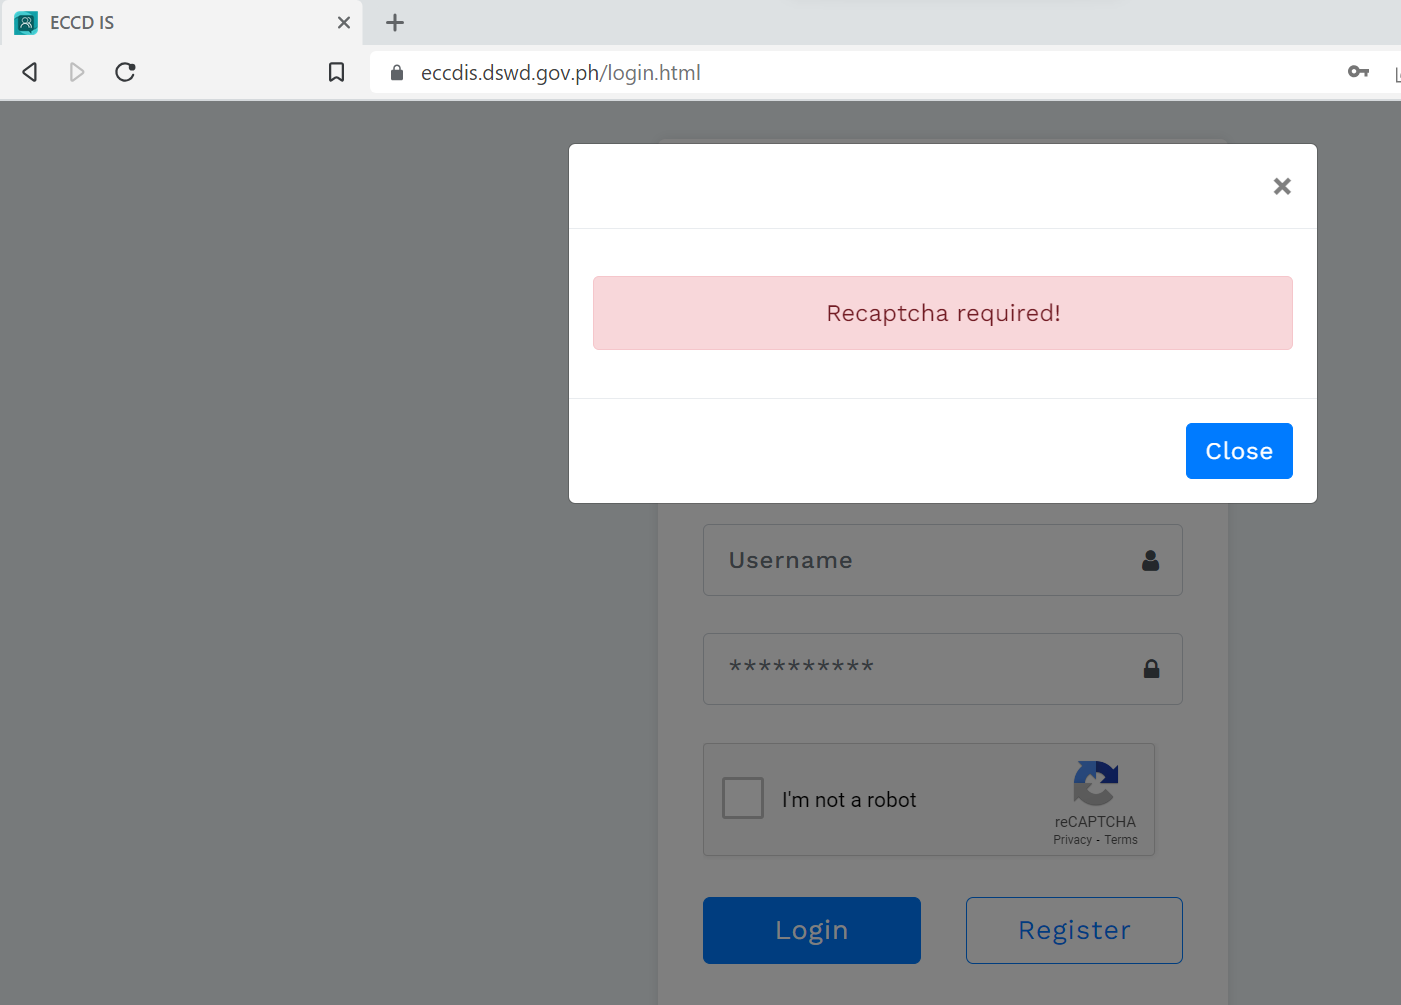 ECCD IS
eccdis.dswd.gov.ph/login.html
Recaptcha required!
Close
Username
**********
I'm not a robot
reCAPTCHA
Privacy - Terms
Login
Register